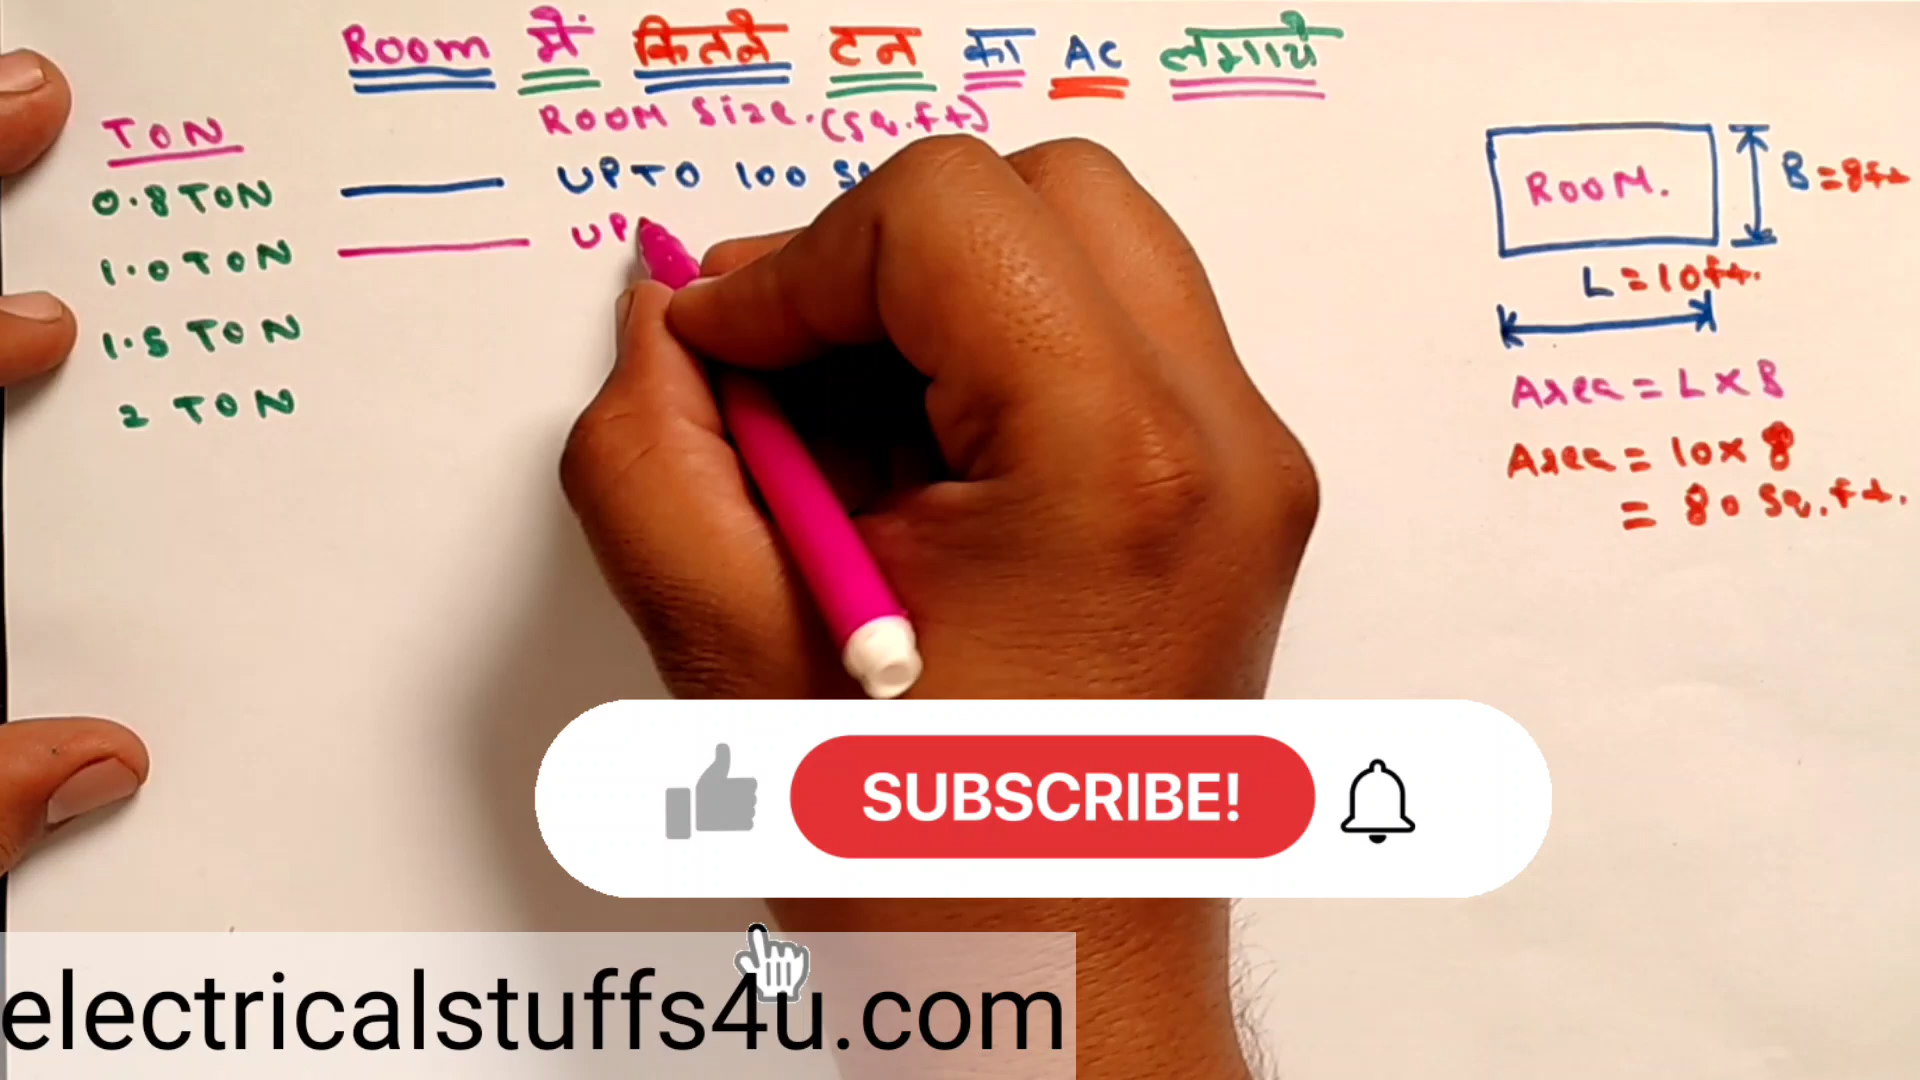 Room में कितने टन का AC लगाये
TON
ROOM Size. (Sq.ft)
0.8 TON UPTO 100
1.0 TON UP
1.5 TON
2 TON
ROOM.
B = 8ft
L = 10ft.
Area = L X B
Area = 10 x 8
= 80 Sq.ft.
SUBSCRIBE!
electricalstuffs4u.com